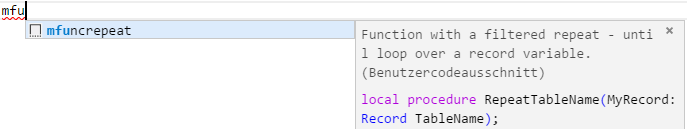 mfu
mfuncrepeat
Function with a filtered repeat - unti
l loop over a record variable.
(Benutzercodeausschnitt)
local procedure RepeatTableName(MyRecord:
Record TableName);